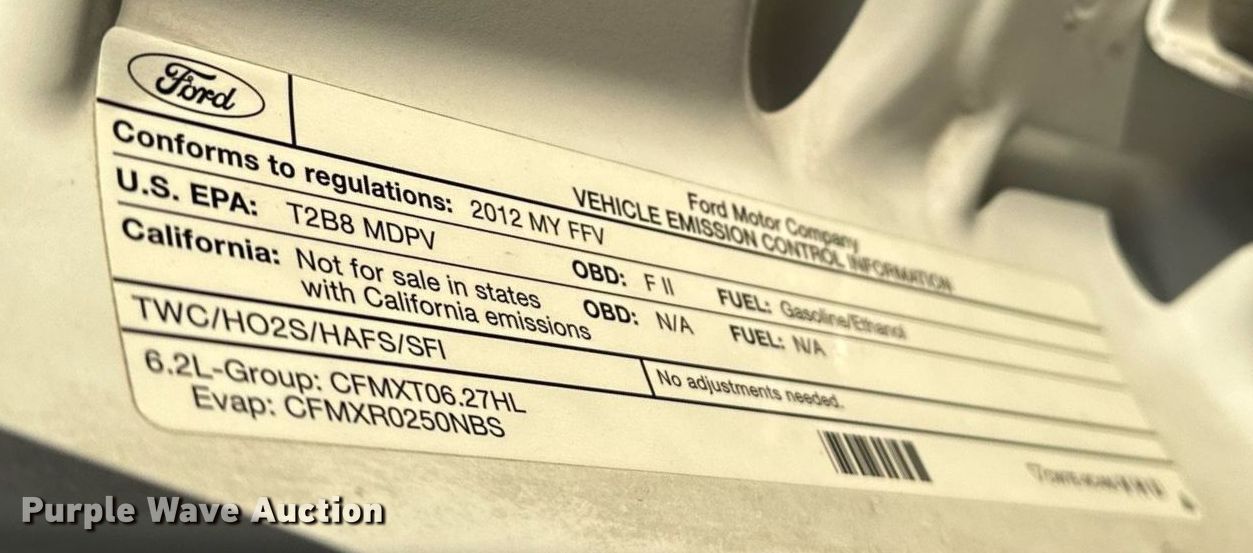 Ford
Ford Motor Company
VEHICLE EMISSION CONTROL INFORMATION
Conforms to regulations: 2012 MY FFV
U.S. EPA: T2B8 MDPV OBD: F II FUEL: Gasoline/Ethanol
California: Not for sale in states with California emissions OBD: N/A FUEL: N/A
TWC/HO2S/HAFS/SFI No adjustments needed.
6.2L-Group: CFMXT06.27HL
Evap: CFMXR0250NBS
Purple Wave Auction